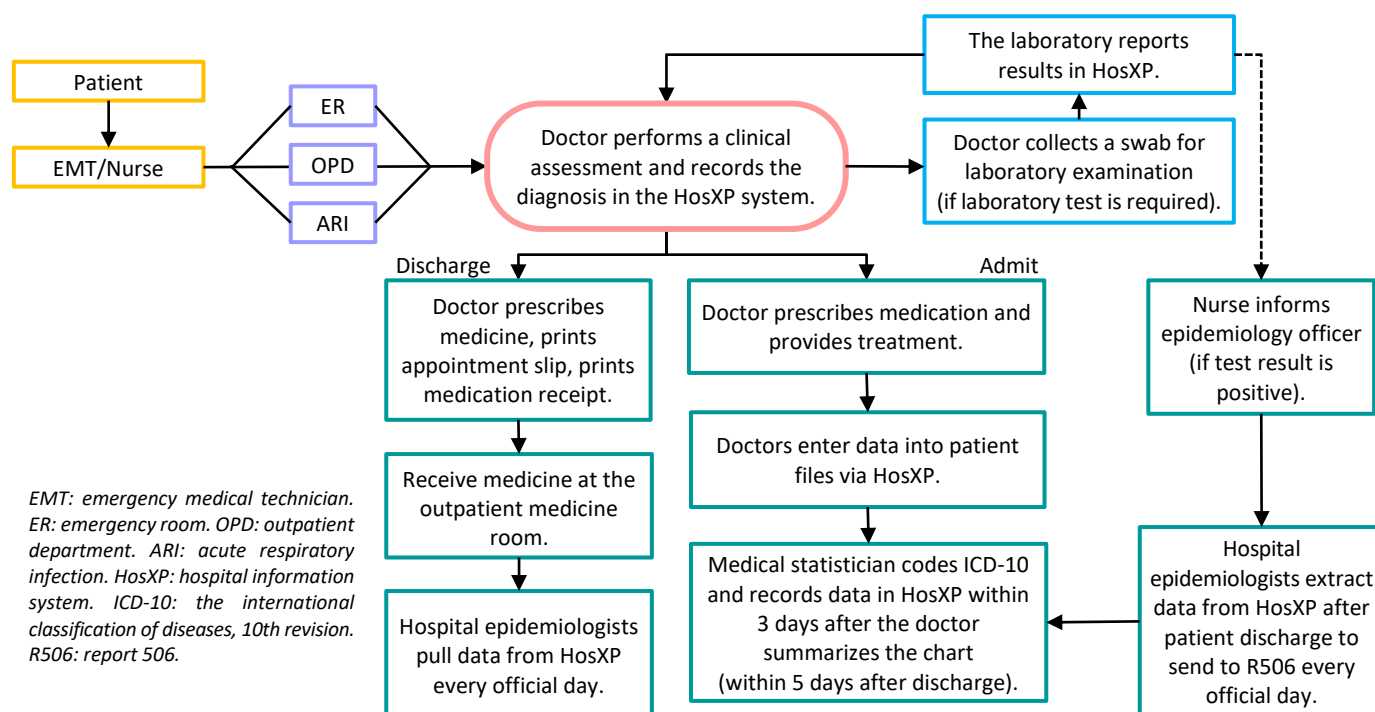 Patient
EMT/Nurse
ER
OPD
ARI
Doctor performs a clinical
assessment and records the
diagnosis in the HosXP system.
The laboratory reports
results in HosXP.
Doctor collects a swab for
laboratory examination
(if laboratory test is required).
Discharge
Admit
Doctor prescribes
medicine, prints
appointment slip, prints
medication receipt.
Receive medicine at the
outpatient medicine
room.
Hospital epidemiologists
pull data from HosXP
every official day.
Doctor prescribes medication and
provides treatment.
Doctors enter data into patient
files via HosXP.
Medical statistician codes ICD-10
and records data in HosXP within
3 days after the doctor
summarizes the chart
(within 5 days after discharge).
Nurse informs
epidemiology officer
(if test result is
positive).
Hospital
epidemiologists extract
data from HosXP after
patient discharge to
send to R506 every
official day.
EMT: emergency medical technician.
ER: emergency room. OPD: outpatient
department. ARI: acute respiratory
infection. HosXP: hospital information
system. ICD-10: the international
classification of diseases, 10th revision.
R506: report 506.